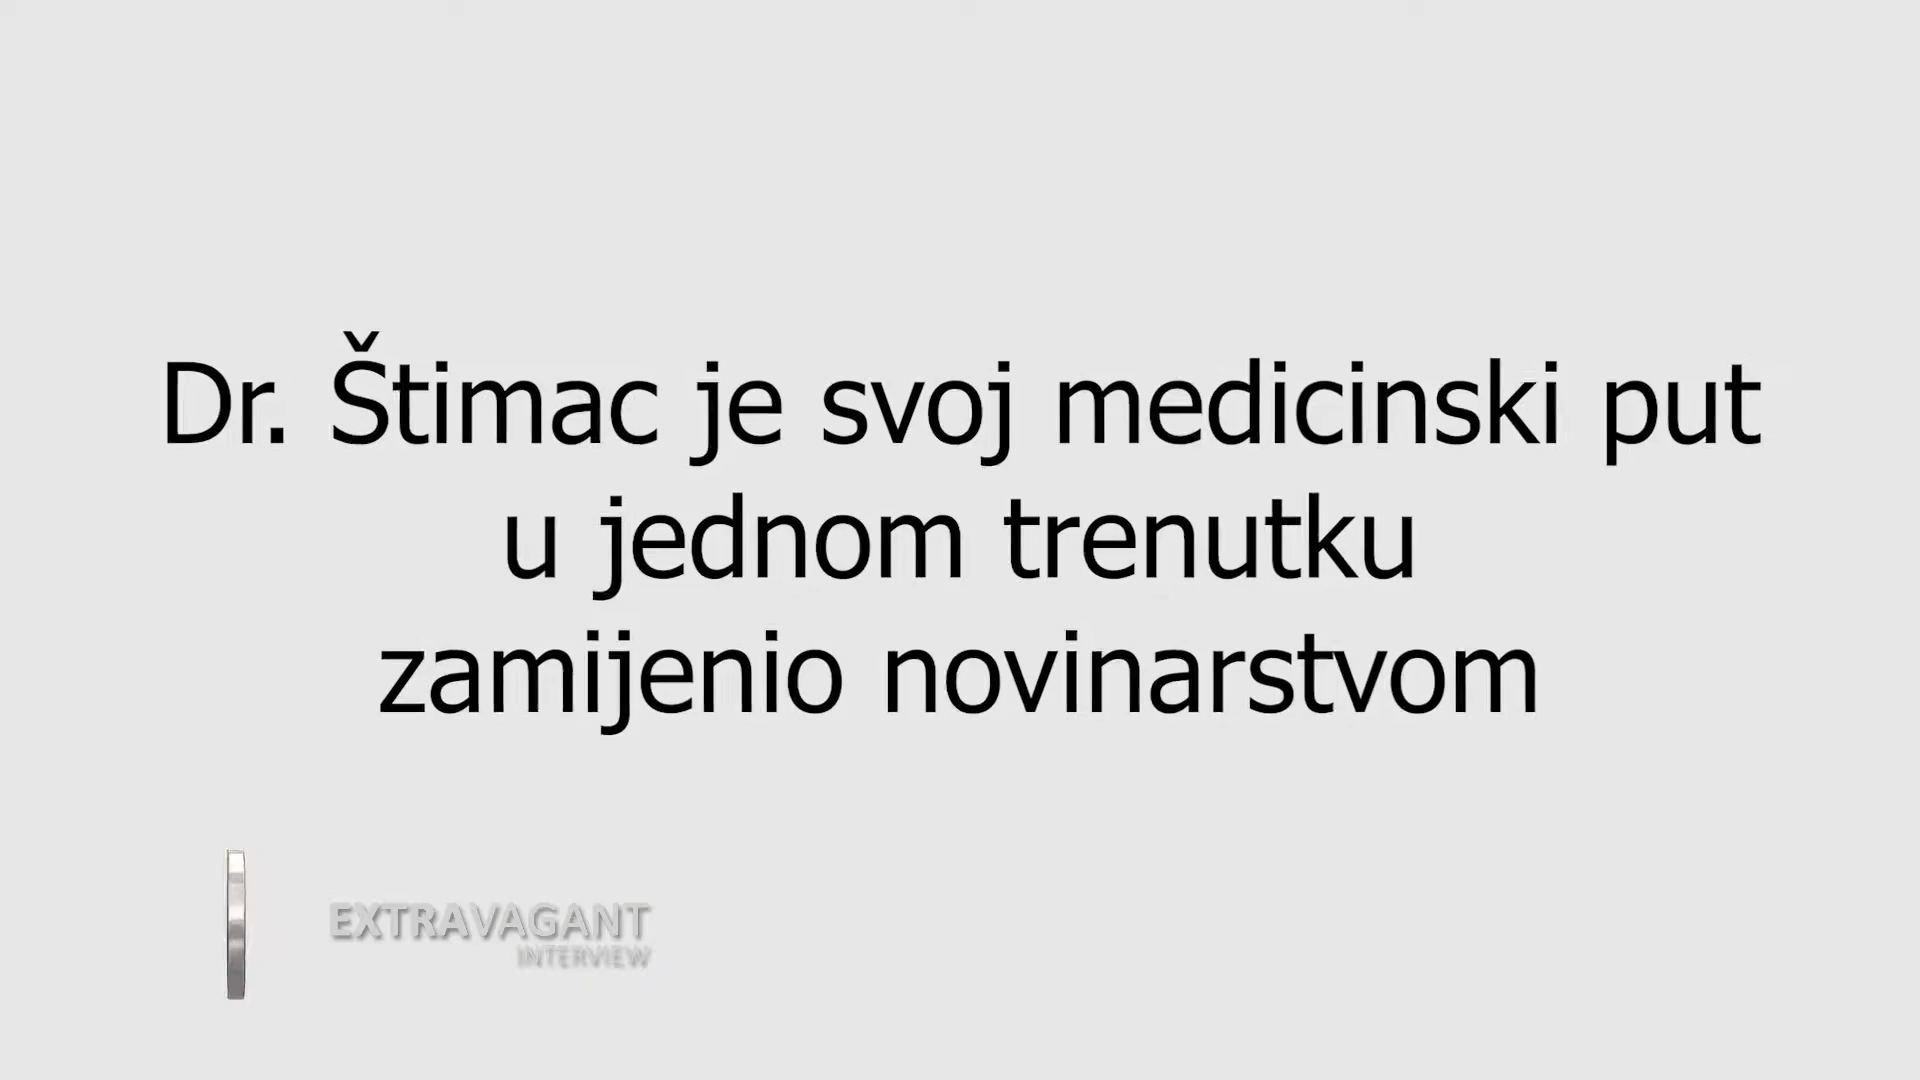 Dr. Štimac je svoj medicinski put
u jednom trenutku
zamijenio novinarstvom
EXTRAVAGANT
INTERVIEW